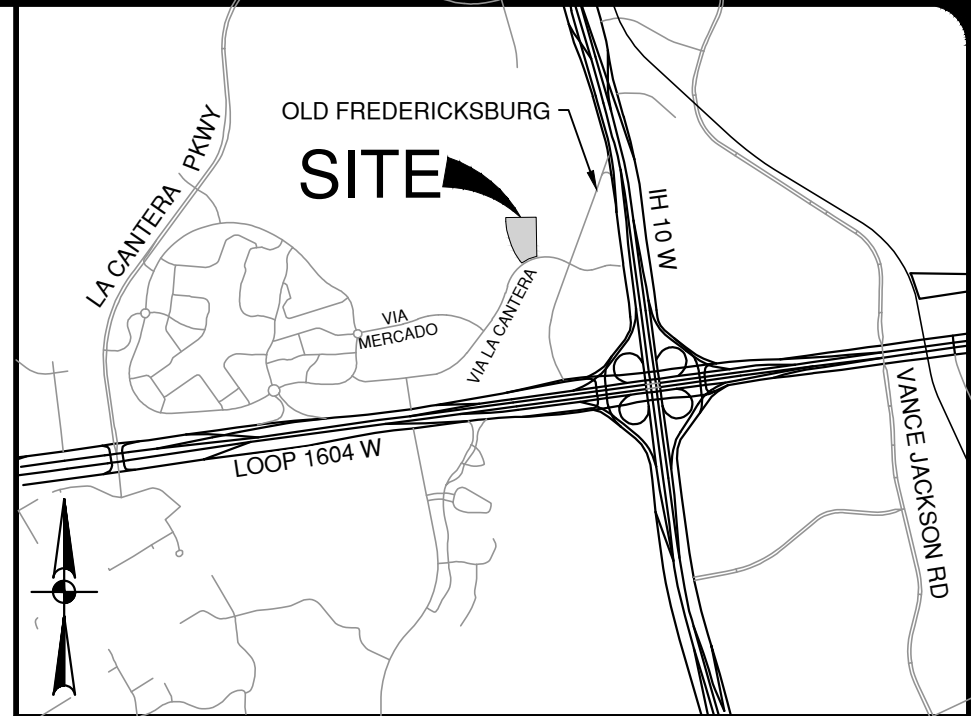 OLD FREDERICKSBURG
SITE
LA CANTERA PKWY
IH 10 W
VIA
MERCADO
VIA LA CANTERA
LOOP 1604 W
VANCE JACKSON RD